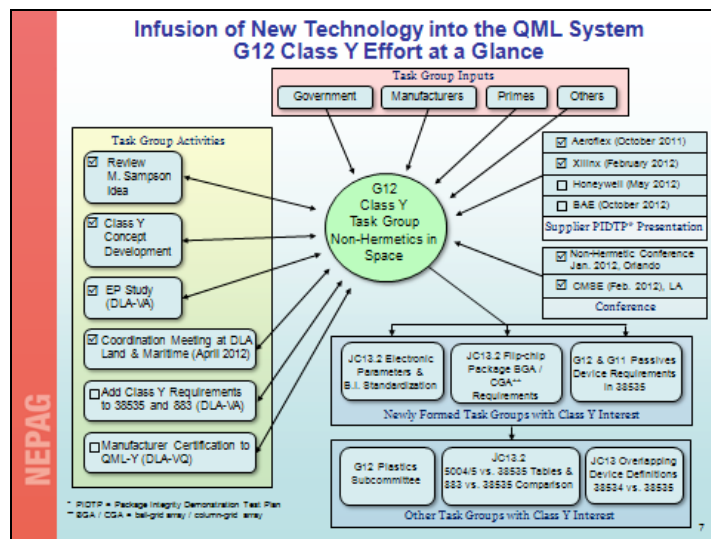 Infusion of New Technology into the QML System
G12 Class Y Effort at a Glance
Task Group Inputs
Government
Manufacturers
Primes
Others
Task Group Activities
Review
M. Sampson
Idea
Class Y
Concept
Development
EP Study
(DLA-VA)
Coordination Meeting at DLA
Land & Maritime (April 2012)
Add Class Y Requirements
to 38535 and 883 (DLA-VA)
Manufacturer Certification to
QML-Y (DLA-VQ)
G12
Class Y
Task Group
Non-Hermetics in
Space
Aeroflex (October 2011)
Xilinx (February 2012)
Honeywell (May 2012)
BAE (October 2012)
Supplier PIDTP* Presentation
Non-Hermetic Conference
Jan. 2012, Orlando
CMSE (Feb. 2012), LA
Conference
JC13.2 Electronic
Parameters &
B.I. Standardization
JC13.2 Flip-chip
Package BGA /
CGA**
Requirements
G12 & G11 Passives
Device Requirements
in 38535
Newly Formed Task Groups with Class Y Interest
G12 Plastics
Subcommittee
JC13.2
5004/5 vs. 38535 Tables &
883 vs. 38535 Comparison
JC13 Overlapping
Device Definitions
38534 vs. 38535
Other Task Groups with Class Y Interest
* PIDTP = Package Integrity Demonstration Test Plan
** BGA / CGA = ball-grid array / column-grid array
NEPAG
7